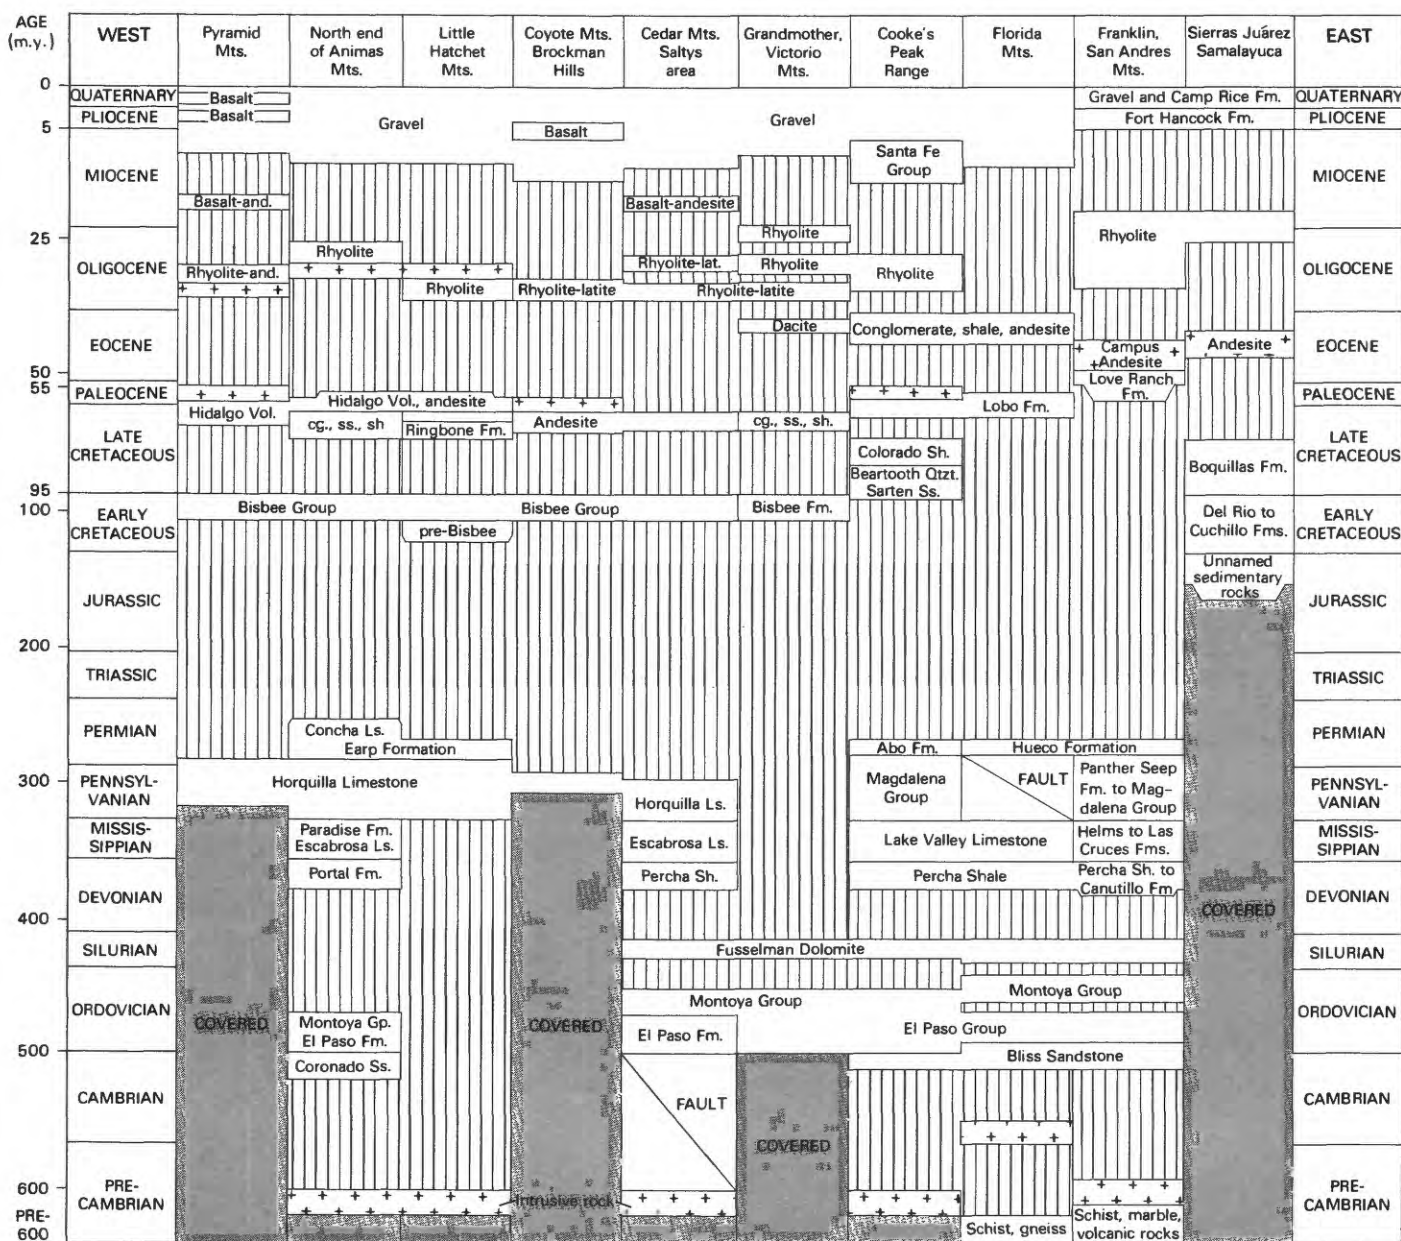 AGE
(m.y.)
WEST
Pyramid
Mts.
North end
of Animas
Mts.
Little
Hatchet
Mts.
Coyote Mts.
Brockman
Hills
Cedar Mts.
Saltys
area
Grandmother,
Victorio
Mts.
Cooke's
Peak
Range
Florida
Mts.
Franklin,
San Andres
Mts.
Sierras Juárez
Samalayuca
EAST
0
QUATERNARY
Basalt
Gravel and Camp Rice Fm.
QUATERNARY
PLIOCENE
Basalt
Gravel
Gravel
Fort Hancock Fm.
PLIOCENE
5
Basalt
MIOCENE
Santa Fe
Group
MIOCENE
Basalt-and.
Basalt-andesite
25
Rhyolite
Rhyolite
Rhyolite
OLIGOCENE
Rhyolite-and.
Rhyolite-lat.
Rhyolite
Rhyolite
OLIGOCENE
Rhyolite
Rhyolite-latite
Rhyolite-latite
Dacite
Conglomerate, shale, andesite
EOCENE
Campus
Andesite
Andesite
EOCENE
50
55
PALEOCENE
Love Ranch
Fm.
PALEOCENE
Hidalgo Vol.
Hidalgo Vol., andesite
Lobo Fm.
cg., ss., sh
Ringbone Fm.
Andesite
cg., ss., sh.
LATE
CRETACEOUS
Colorado Sh.
Beartooth Qtzt.
Sarten Ss.
Boquillas Fm.
LATE
CRETACEOUS
95
100
Bisbee Group
Bisbee Group
Bisbee Fm.
EARLY
CRETACEOUS
pre-Bisbee
Del Rio to
Cuchillo Fms.
EARLY
CRETACEOUS
Unnamed
sedimentary
rocks
JURASSIC
JURASSIC
200
TRIASSIC
TRIASSIC
PERMIAN
Concha Ls.
Earp Formation
Abo Fm.
Hueco Formation
PERMIAN
300
PENNSYL-
VANIAN
Horquilla Limestone
Horquilla Ls.
Magdalena
Group
FAULT
Panther Seep
Fm. to Mag-
dalena Group
PENNSYL-
VANIAN
MISSIS-
SIPPIAN
Paradise Fm.
Escabrosa Ls.
Escabrosa Ls.
Lake Valley Limestone
Helms to Las
Cruces Fms.
MISSIS-
SIPPIAN
DEVONIAN
Portal Fm.
Percha Sh.
Percha Shale
Percha Sh. to
Canutillo Fm.
COVERED
DEVONIAN
400
SILURIAN
Fusselman Dolomite
SILURIAN
ORDOVICIAN
COVERED
Montoya Gp.
El Paso Fm.
COVERED
El Paso Fm.
Montoya Group
Montoya Group
El Paso Group
ORDOVICIAN
500
Coronado Ss.
Bliss Sandstone
CAMBRIAN
FAULT
COVERED
CAMBRIAN
600
PRE-
CAMBRIAN
Intrusive rock
PRE-
CAMBRIAN
PRE-
600
Schist, gneiss
Schist, marble,
volcanic rocks